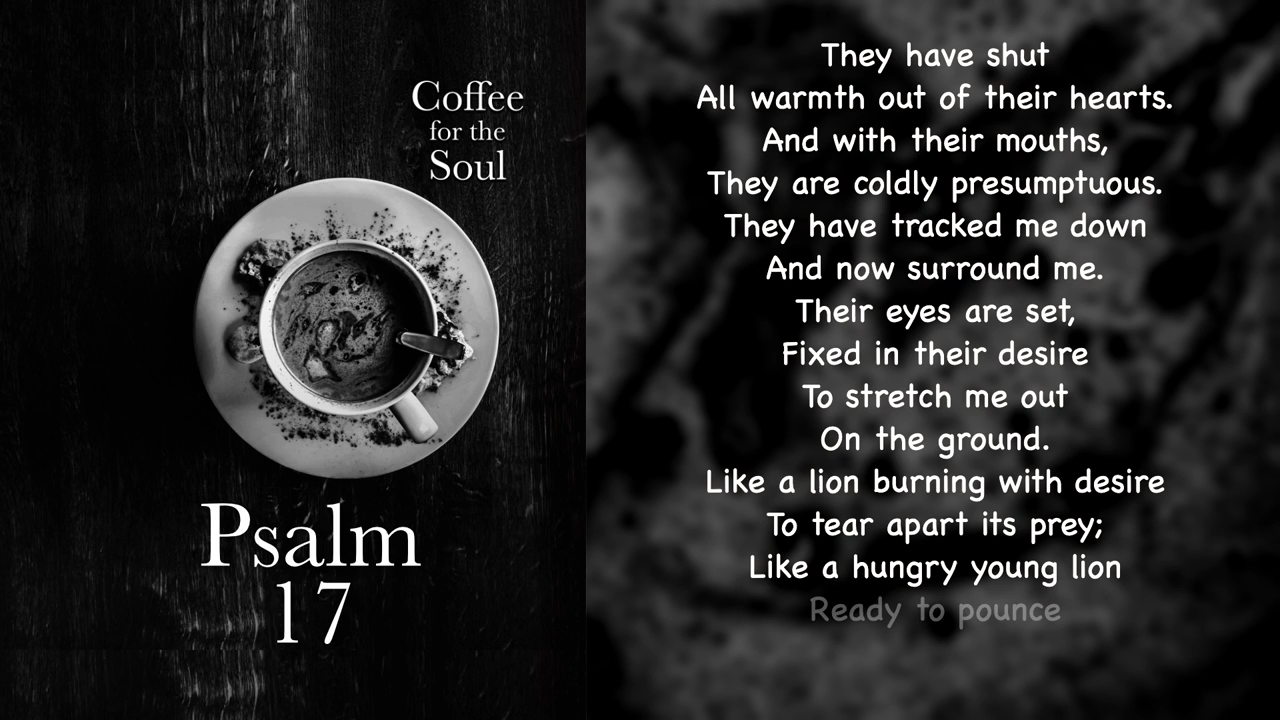 Coffee
for the
Soul
Psalm
17
They have shut
All warmth out of their hearts.
And with their mouths,
They are coldly presumptuous.
They have tracked me down
And now surround me.
Their eyes are set,
Fixed in their desire
To stretch me out
On the ground.
Like a lion burning with desire
To tear apart its prey;
Like a hungry young lion
Ready to pounce